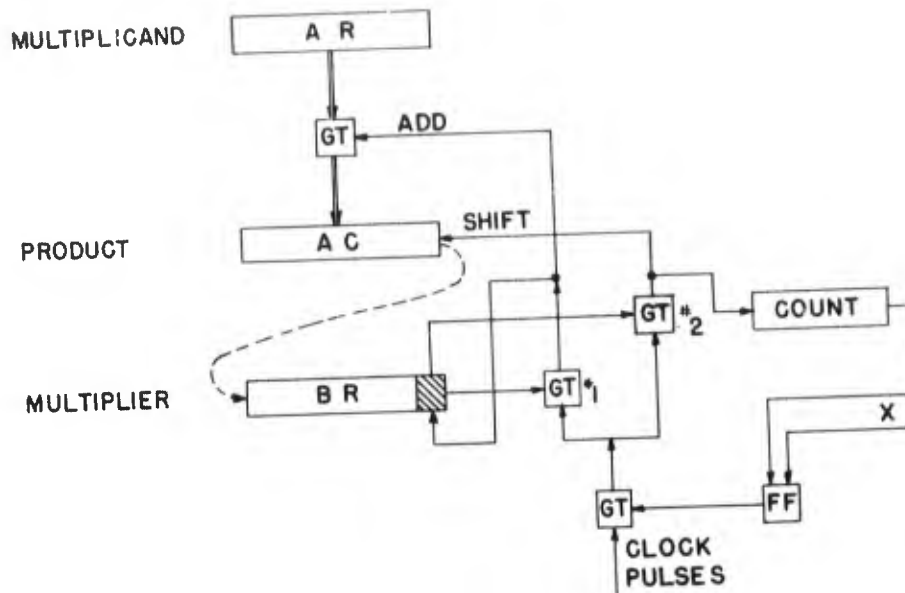 MULTIPLICAND
A R
GT
ADD
PRODUCT
A C
SHIFT
GT #2
COUNT
MULTIPLIER
B R
GT #1
X
GT
FF
CLOCK
PULSES